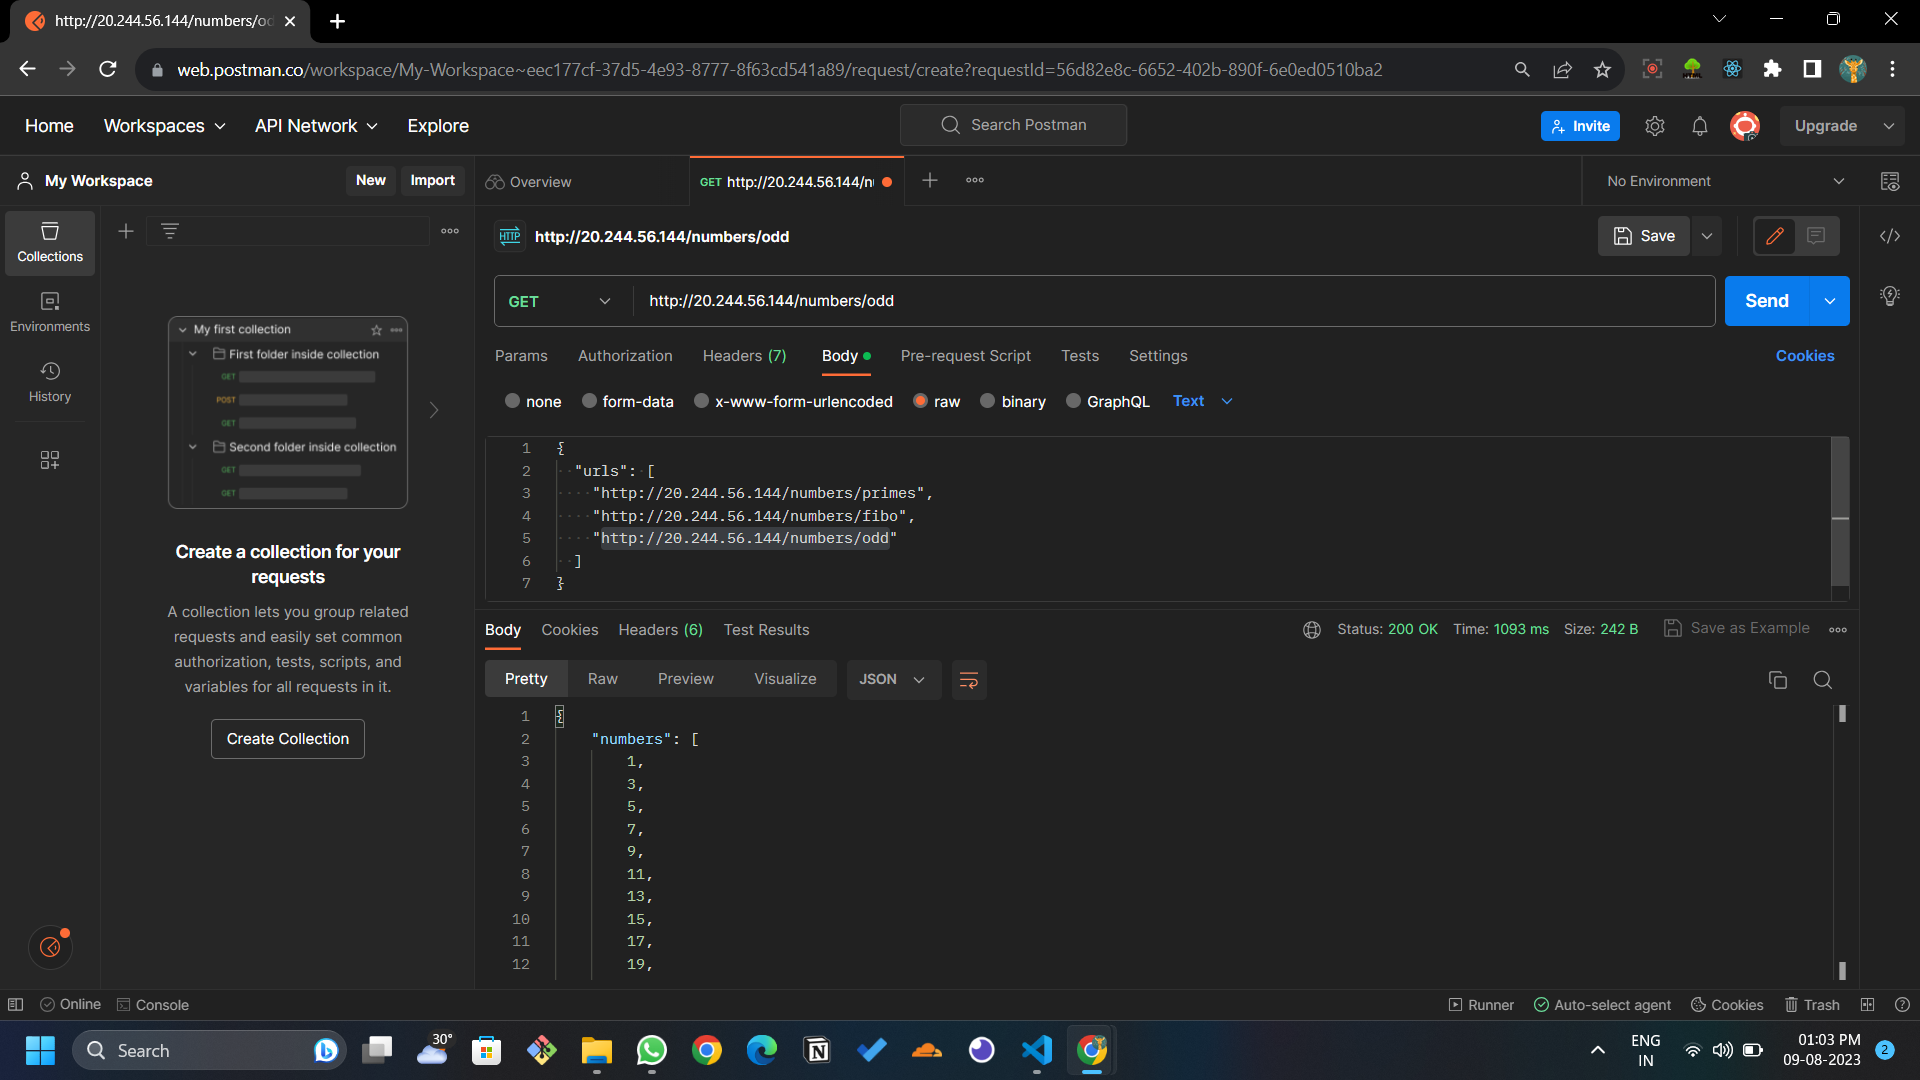 http://20.244.56.144/numbers/od
web.postman.co/workspace/My-Workspace~eec177cf-37d5-4e93-8777-8f63cd541a89/request/create?requestId=56d82e8c-6652-402b-890f-6e0ed0510ba2
Home Workspaces API Network Explore Search Postman Invite Upgrade
My Workspace New Import Overview GET http://20.244.56.144/n No Environment
Collections
Environments
History
My first collection
First folder inside collection
GET
POST
GET
Second folder inside collection
GET
GET
Create a collection for your
requests
A collection lets you group related
requests and easily set common
authorization, tests, scripts, and
variables for all requests in it.
Create Collection
HTTP http://20.244.56.144/numbers/odd Save
GET http://20.244.56.144/numbers/odd Send
Params Authorization Headers (7) Body Pre-request Script Tests Settings Cookies
none form-data x-www-form-urlencoded raw binary GraphQL Text
1 {
2 "urls": [
3 "http://20.244.56.144/numbers/primes",
4 "http://20.244.56.144/numbers/fibo",
5 "http://20.244.56.144/numbers/odd"
6 ]
7 }
Body Cookies Headers (6) Test Results Status: 200 OK Time: 1093 ms Size: 242 B Save as Example
Pretty Raw Preview Visualize JSON
1 {
2 "numbers": [
3 1,
4 3,
5 5,
6 7,
7 9,
8 11,
9 13,
10 15,
11 17,
12 19,
Online Console Runner Auto-select agent Cookies Trash
Search 30° ENG
IN
01:03 PM
09-08-2023 2